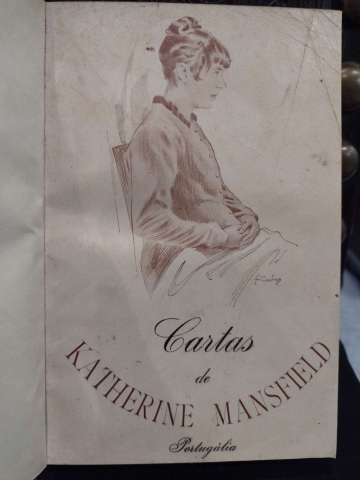 Cartas
de
KATHERINE MANSFIELD
Portugália